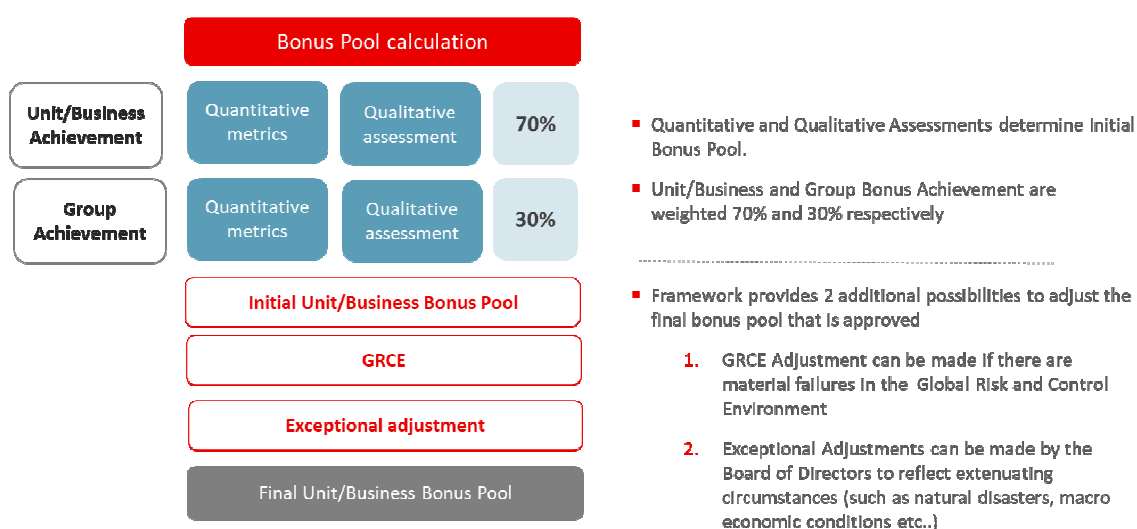 Bonus Pool calculation
Unit/Business
Achievement
Quantitative
metrics
Qualitative
assessment
70%
Group
Achievement
Quantitative
metrics
Qualitative
assessment
30%
Initial Unit/Business Bonus Pool
GRCE
Exceptional adjustment
Final Unit/Business Bonus Pool
▪ Quantitative and Qualitative Assessments determine Initial
Bonus Pool.
▪ Unit/Business and Group Bonus Achievement are
weighted 70% and 30% respectively
▪ Framework provides 2 additional possibilities to adjust the
final bonus pool that is approved
1. GRCE Adjustment can be made if there are
material failures in the Global Risk and Control
Environment
2. Exceptional Adjustments can be made by the
Board of Directors to reflect extenuating
circumstances (such as natural disasters, macro
economic conditions etc..)